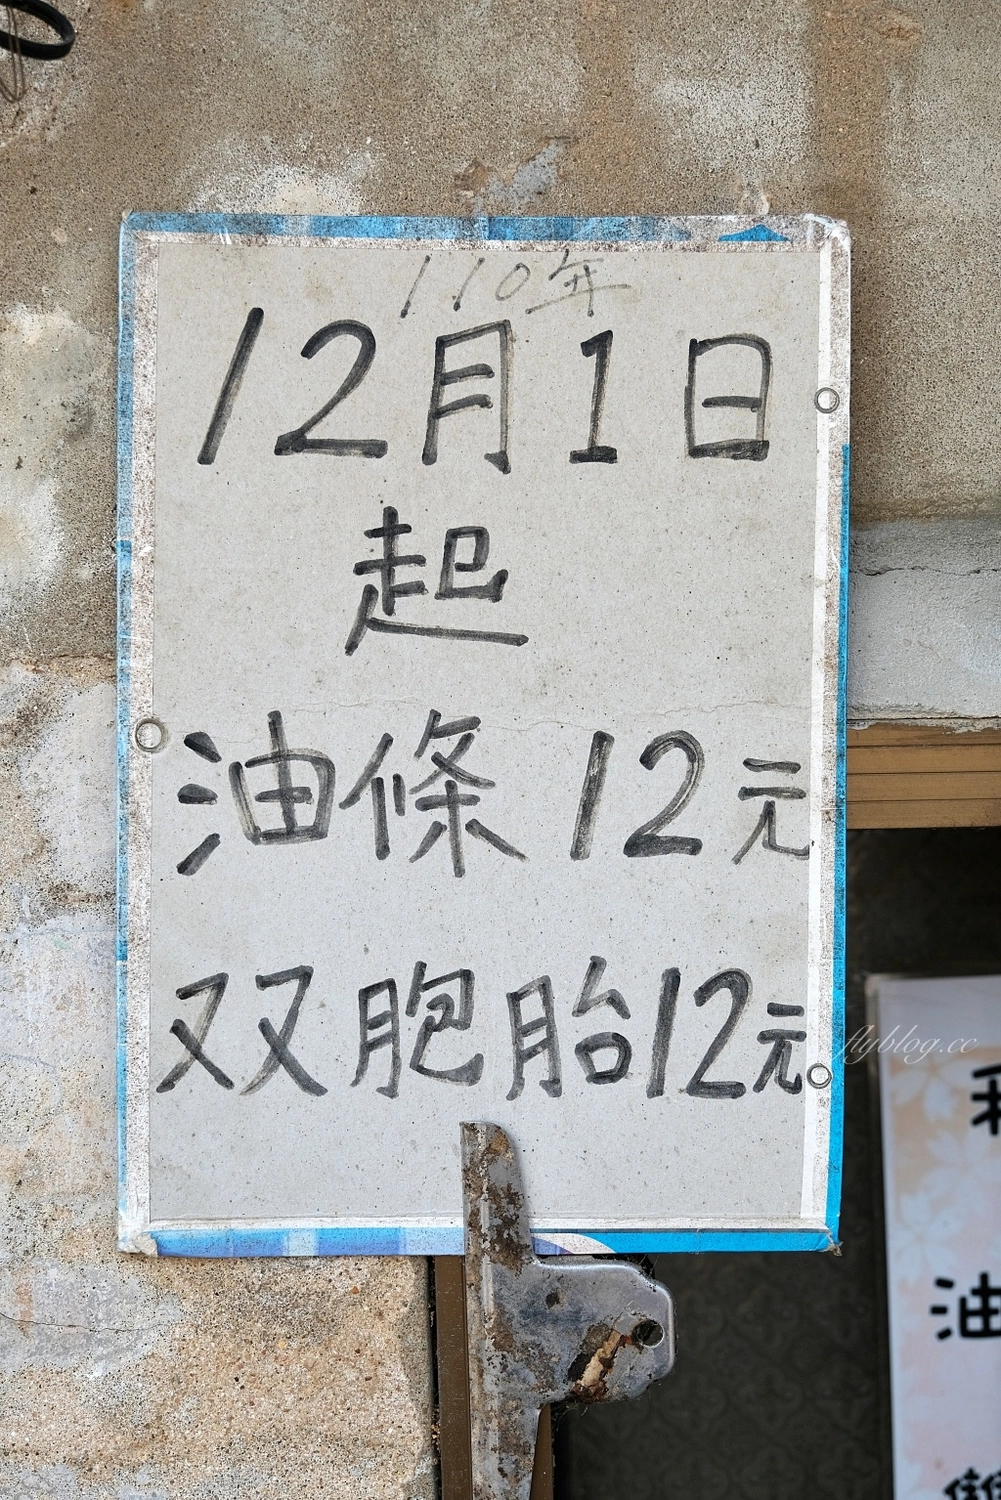 110年
12月1日
起
油條 12元
双胞胎12元
flyblog.cc
油